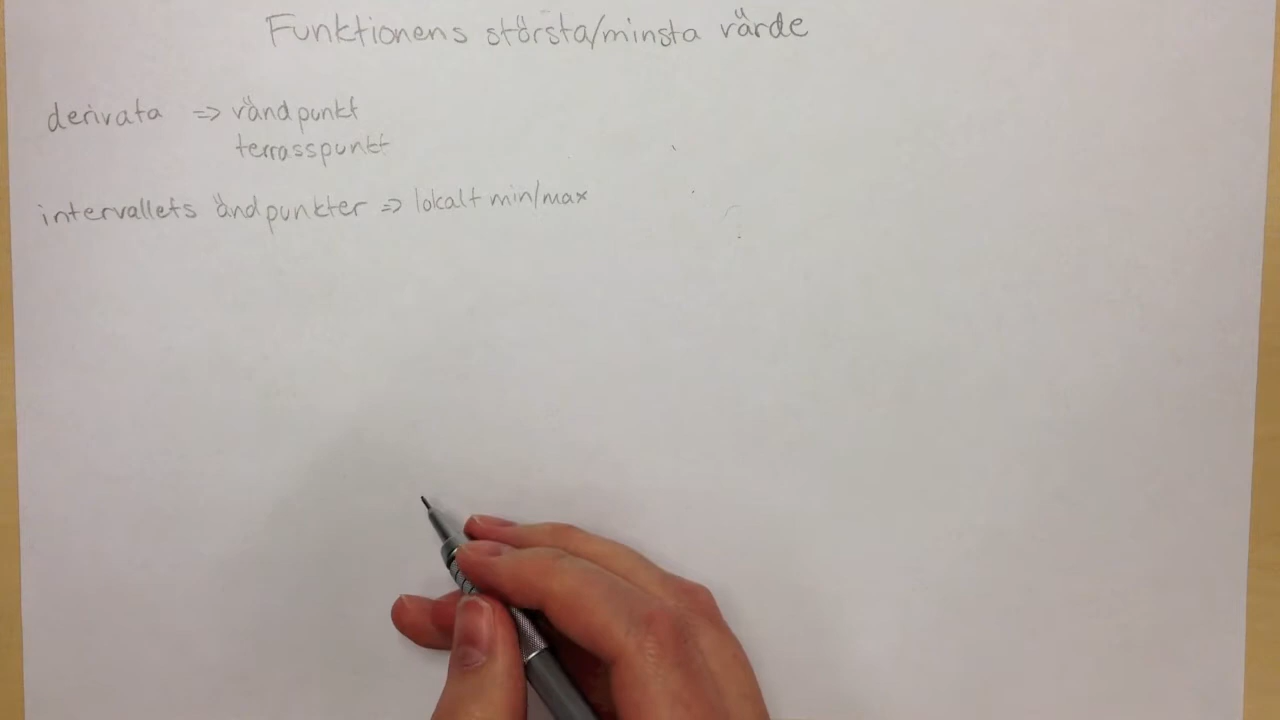 Funktionens största/minsta värde
derivata => vändpunkt
terrasspunkt
intervallets ändpunkter => lokalt min/max